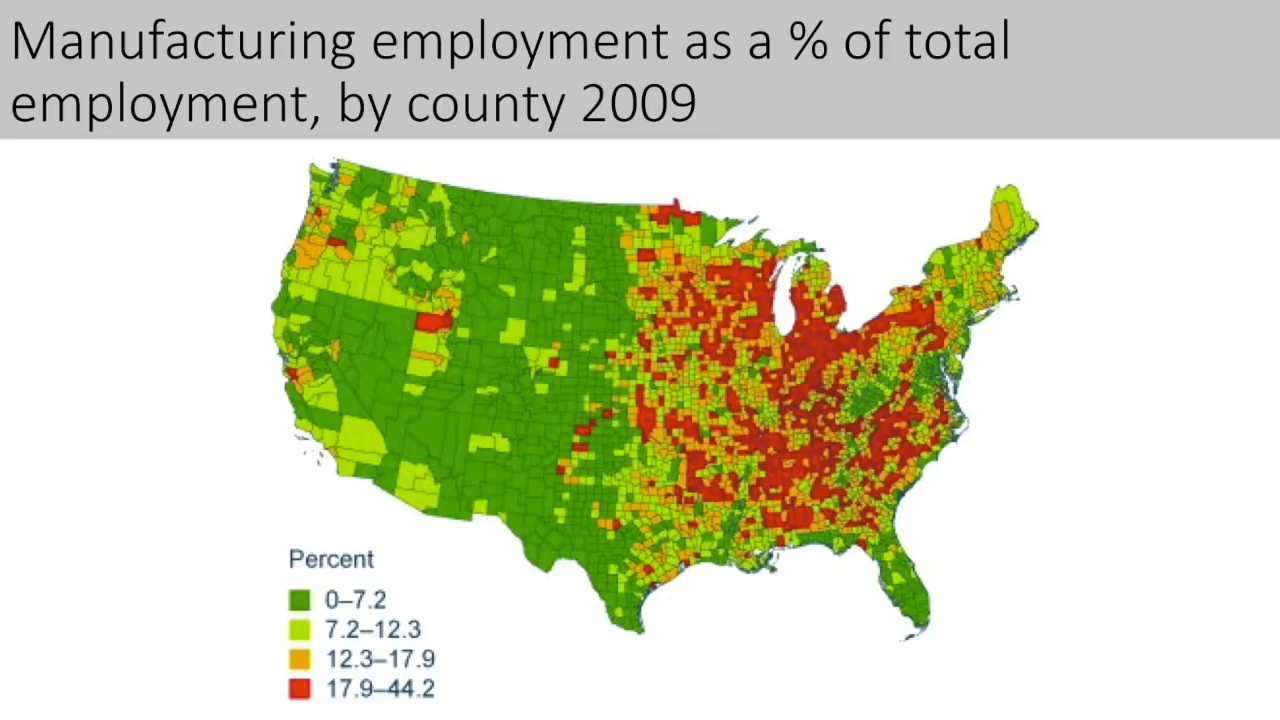 Manufacturing employment as a % of total
employment, by county 2009
Percent
0–7.2
7.2–12.3
12.3–17.9
17.9–44.2